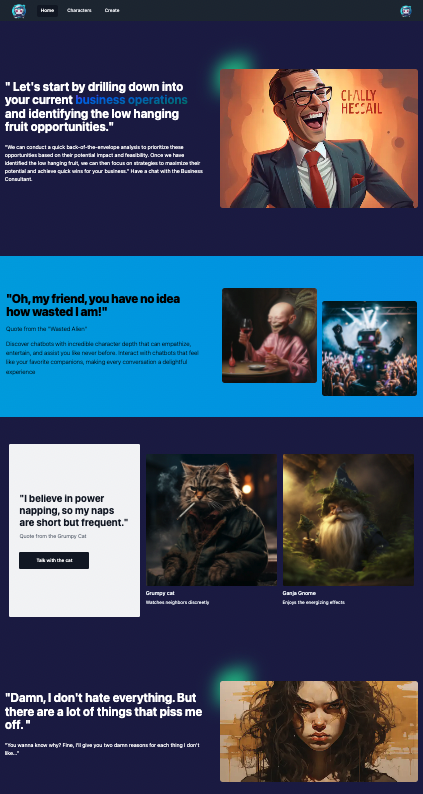 Home Characters Create
" Let's start by drilling down into
your current business operations
and identifying the low hanging
fruit opportunities."
CHALLY
HESSAIL
"We can conduct a quick back-of-the-envelope analysis to prioritize these
opportunities based on their potential impact and feasibility. Once we have
identified the low hanging fruit, we can then focus on strategies to maximize their
potential and achieve quick wins for your business." Have a chat with the Business
Consultant.
"Oh, my friend, you have no idea
how wasted I am!"
Quote from the "Wasted Alien"
Discover chatbots with incredible character depth that can empathize,
entertain, and assist you like never before. Interact with chatbots that feel
like your favorite companions, making every conversation a delightful
experience
"I believe in power
napping, so my naps
are short but frequent."
Quote from the Grumpy Cat
Talk with the cat
Grumpy cat
Watches neighbors discreetly
Ganja Gnome
Enjoys the energizing effects
"Damn, I don't hate everything. But
there are a lot of things that piss me
off. "
"You wanna know why? Fine, I'll give you two damn reasons for each thing I don't
like..."